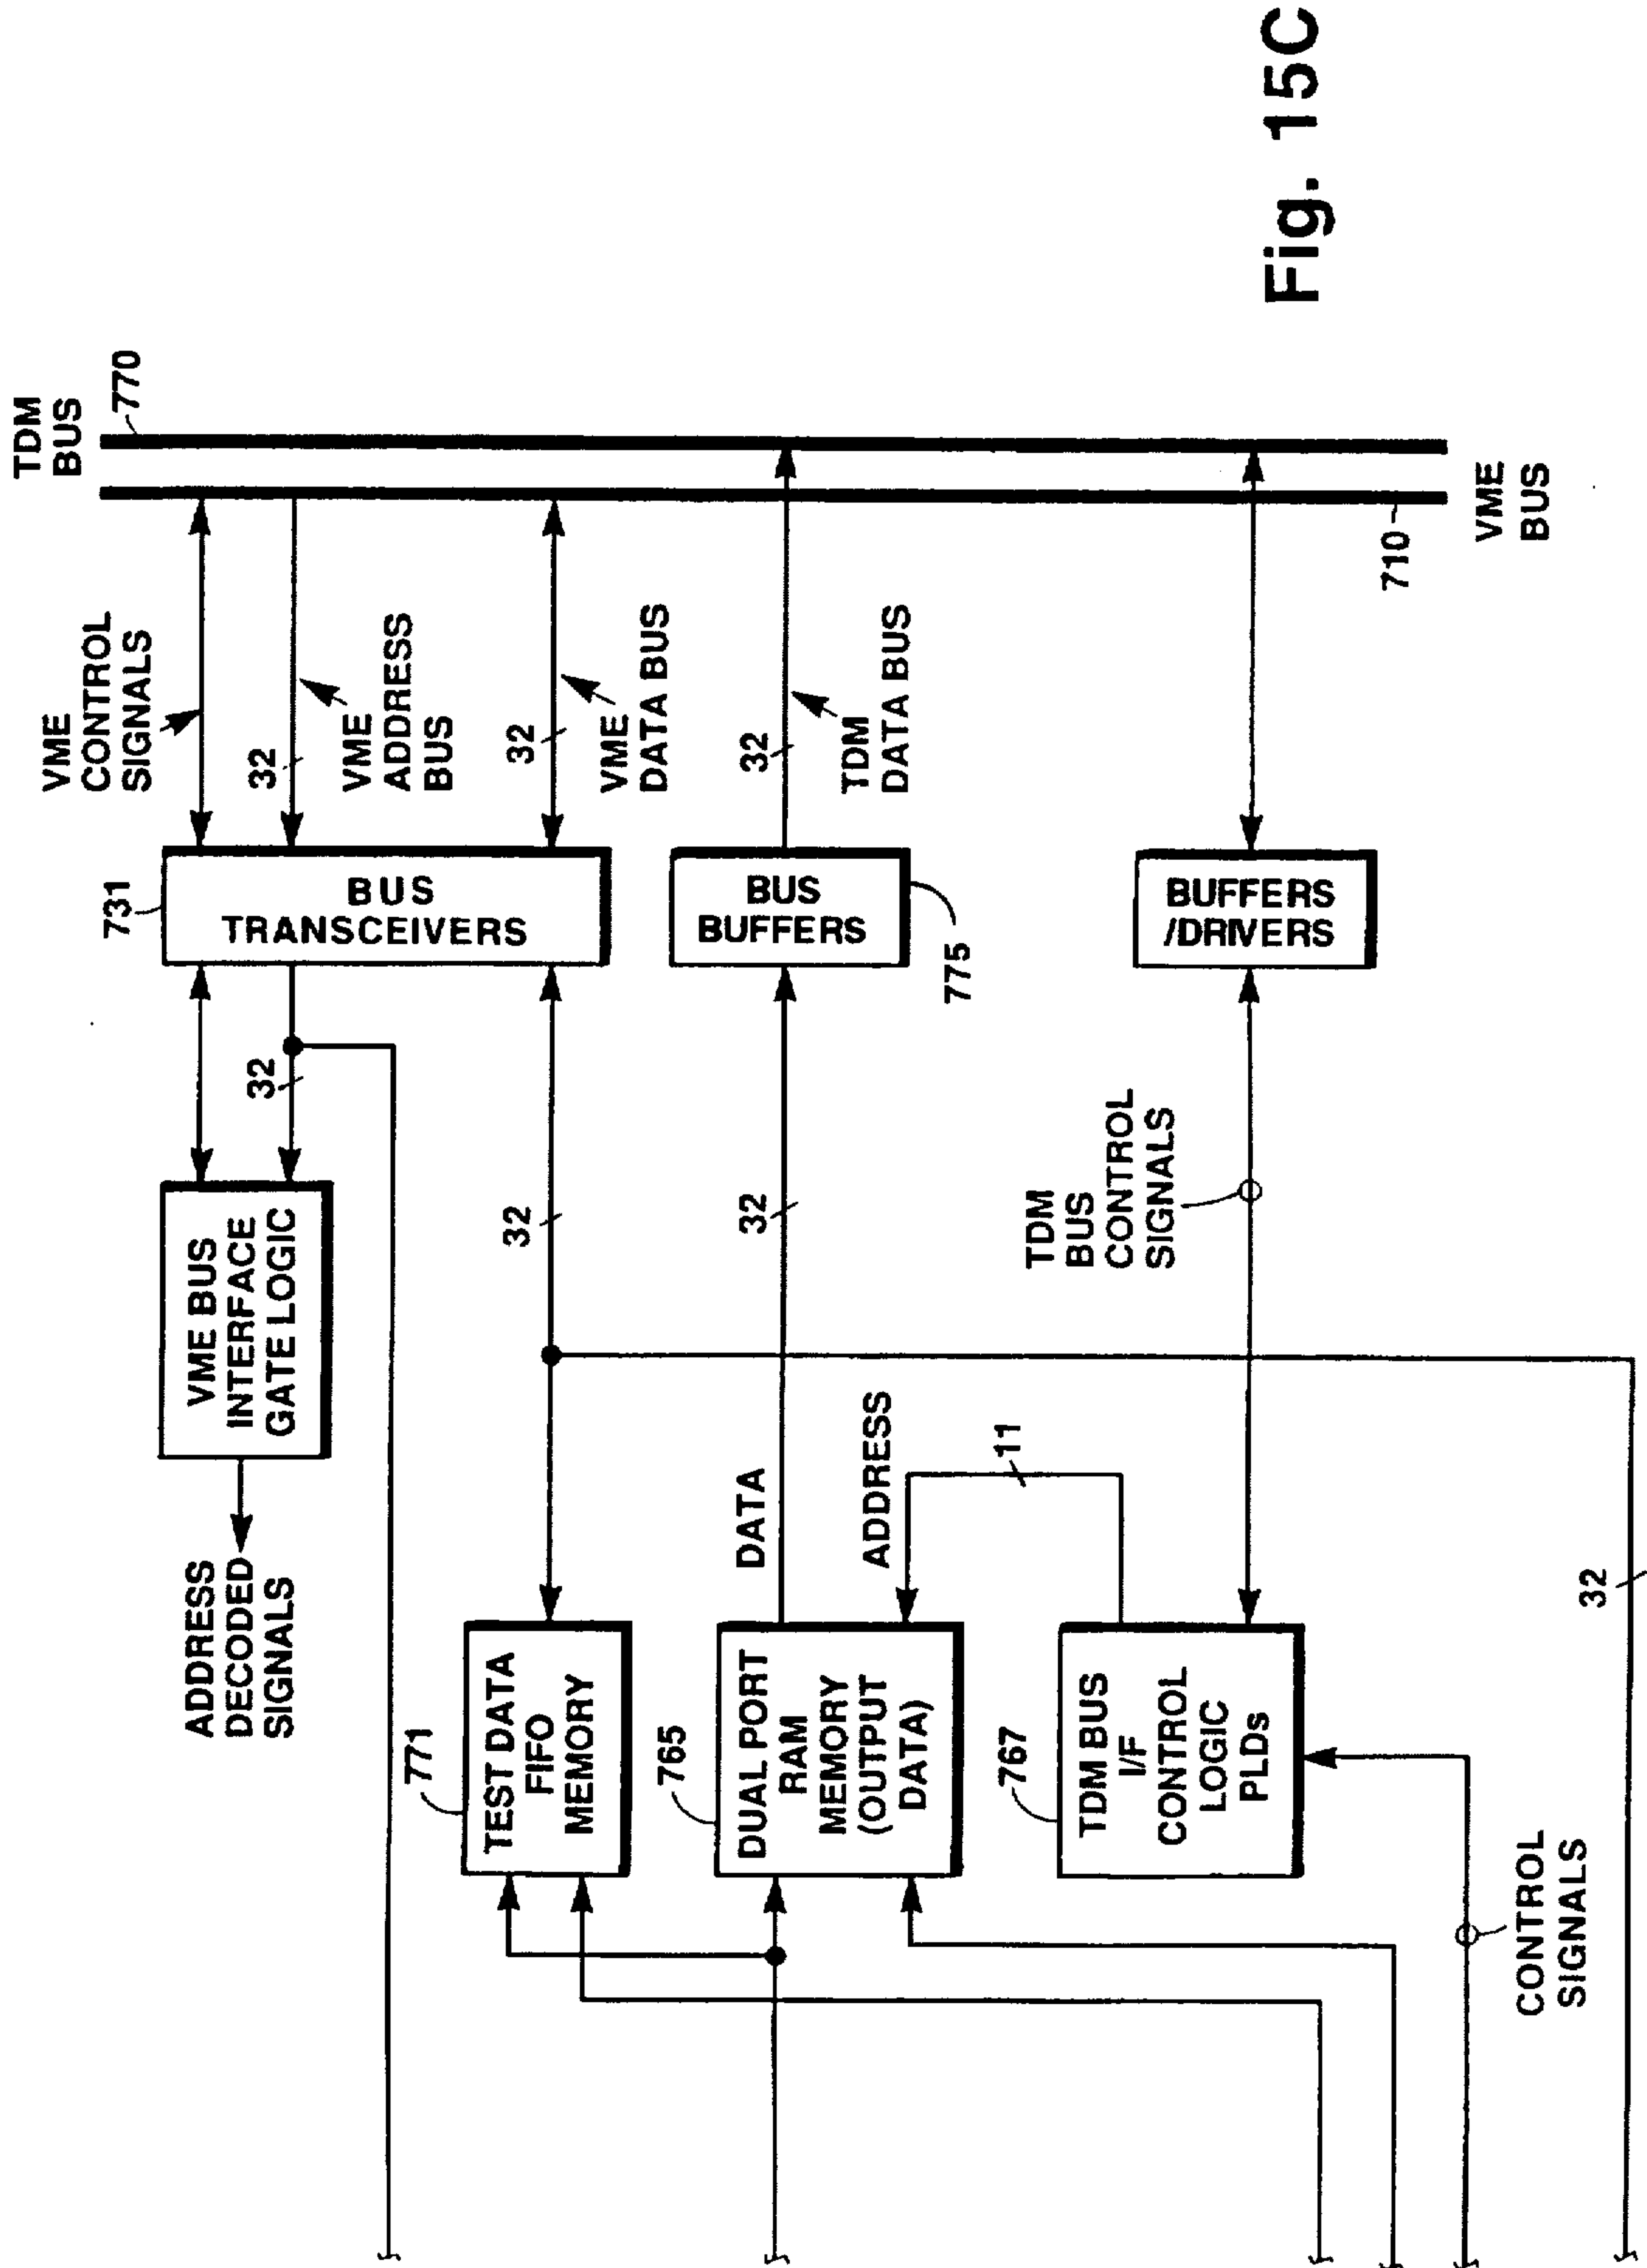 TDM
BUS
770
VME
CONTROL
SIGNALS
32
VME
ADDRESS
BUS
32
VME
DATA BUS
32
TDM
DATA BUS
710
VME
BUS
731
BUS
TRANSCEIVERS
BUS
BUFFERS
775
BUFFERS
/DRIVERS
32
VME BUS
INTERFACE
GATE LOGIC
32
32
TDM
BUS
CONTROL
SIGNALS
ADDRESS
DECODED
SIGNALS
DATA
ADDRESS
11
32
771
TEST DATA
FIFO
MEMORY
765
DUAL PORT
RAM
MEMORY
(OUTPUT
DATA)
767
TDM BUS
I/F
CONTROL
LOGIC
PLDs
CONTROL
SIGNALS
Fig. 15C